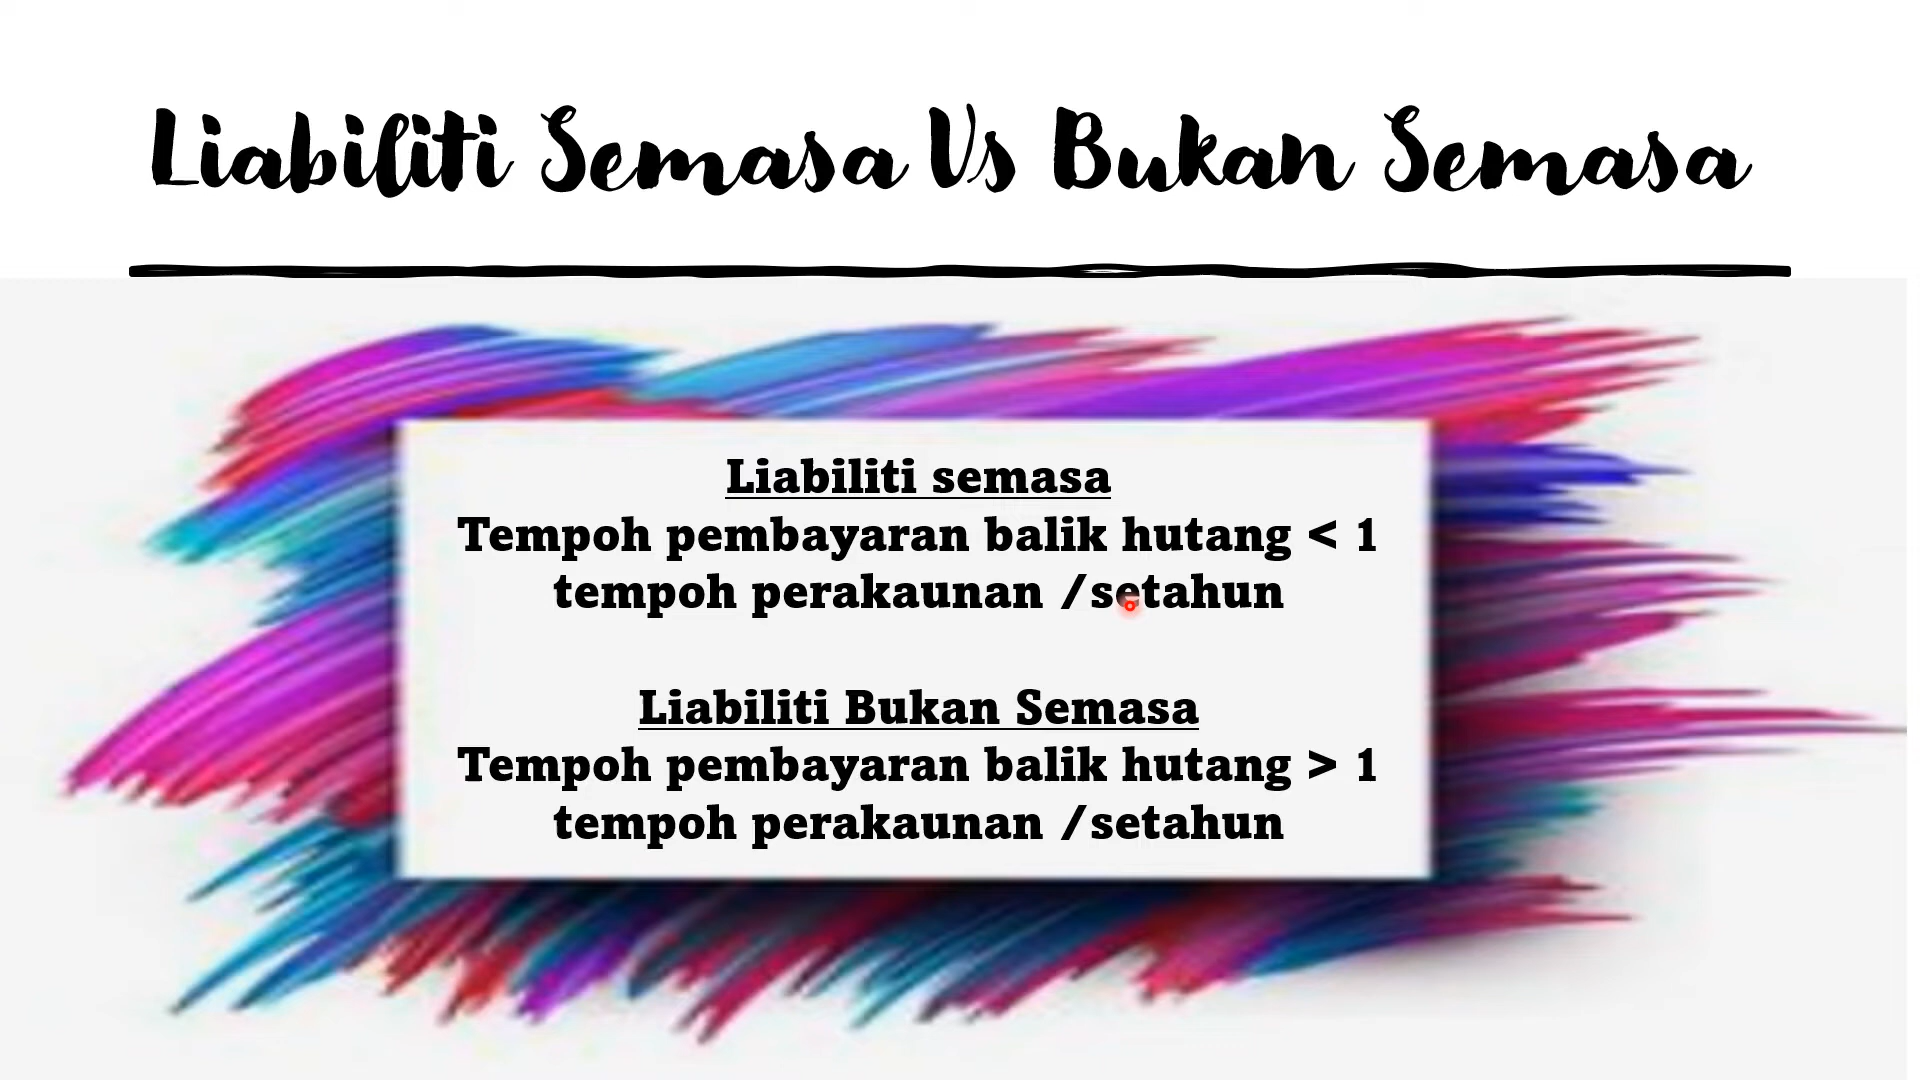 Liabiliti Semasa Vs Bukan Semasa
Liabiliti semasa
Tempoh pembayaran balik hutang < 1
tempoh perakaunan /setahun
Liabiliti Bukan Semasa
Tempoh pembayaran balik hutang > 1
tempoh perakaunan /setahun